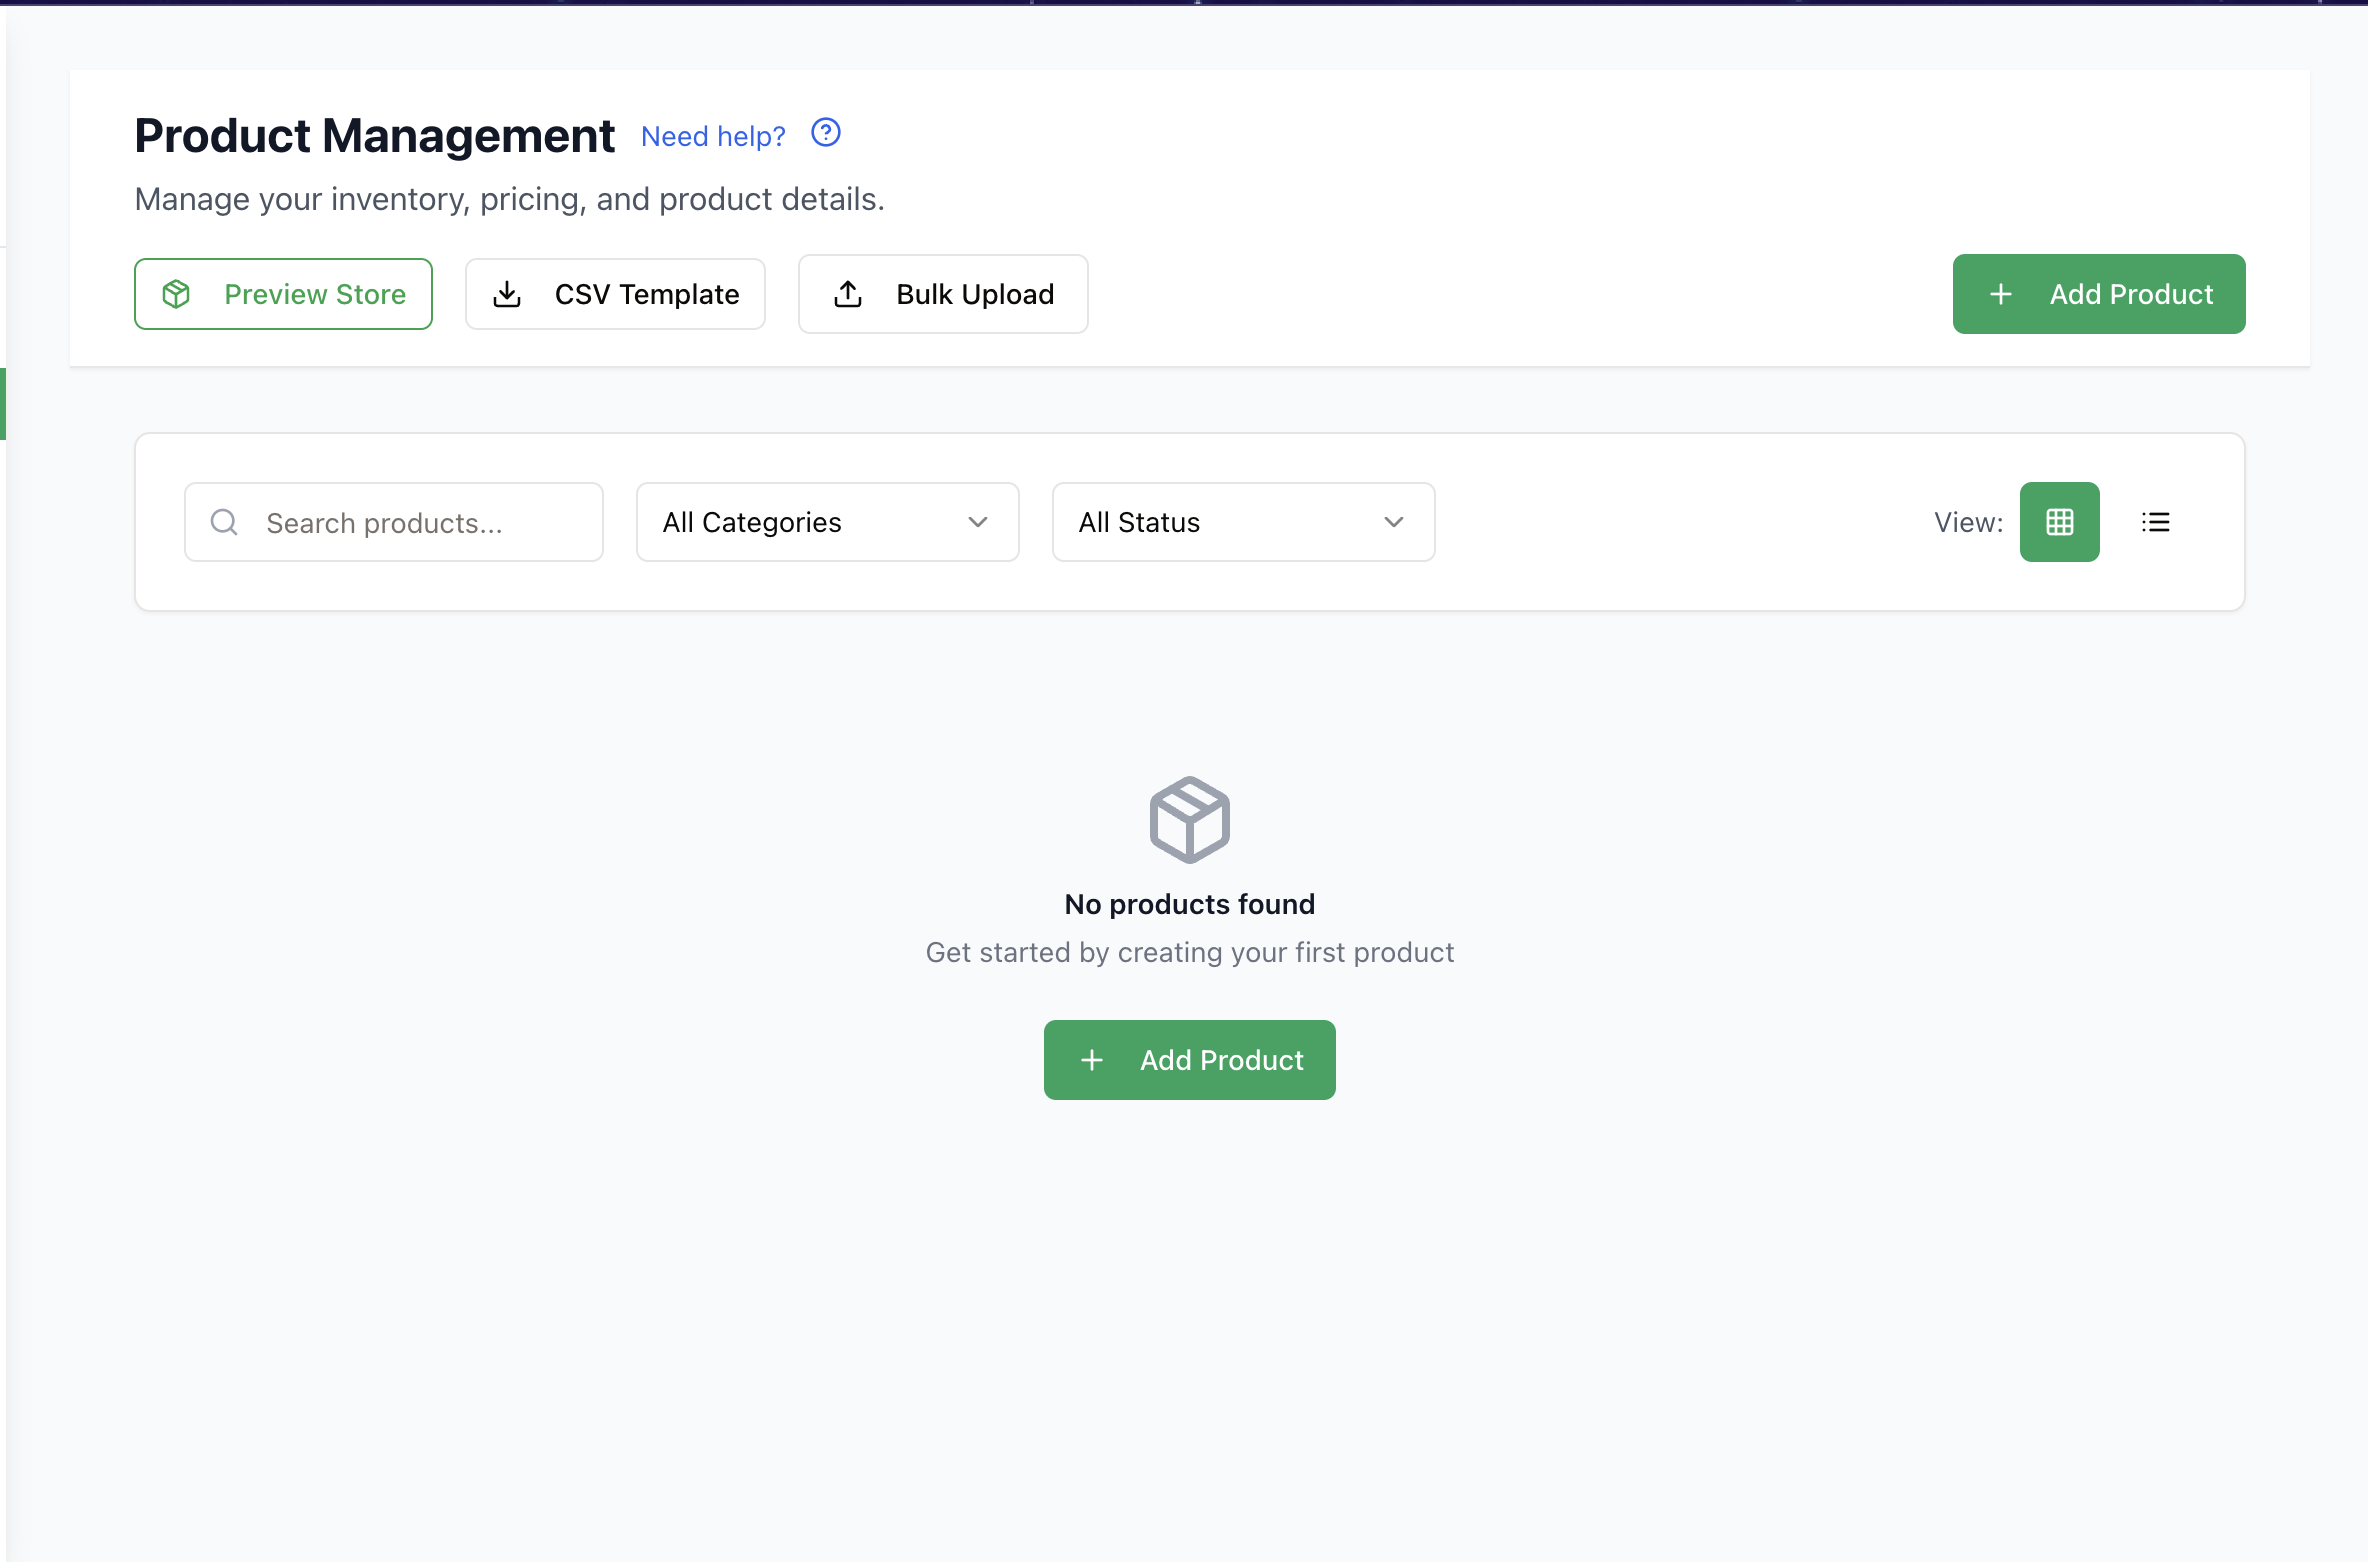 Product Management
Need help?
Manage your inventory, pricing, and product details.
Preview Store
CSV Template
Bulk Upload
Add Product
Search products...
All Categories
All Status
View:
No products found
Get started by creating your first product
Add Product